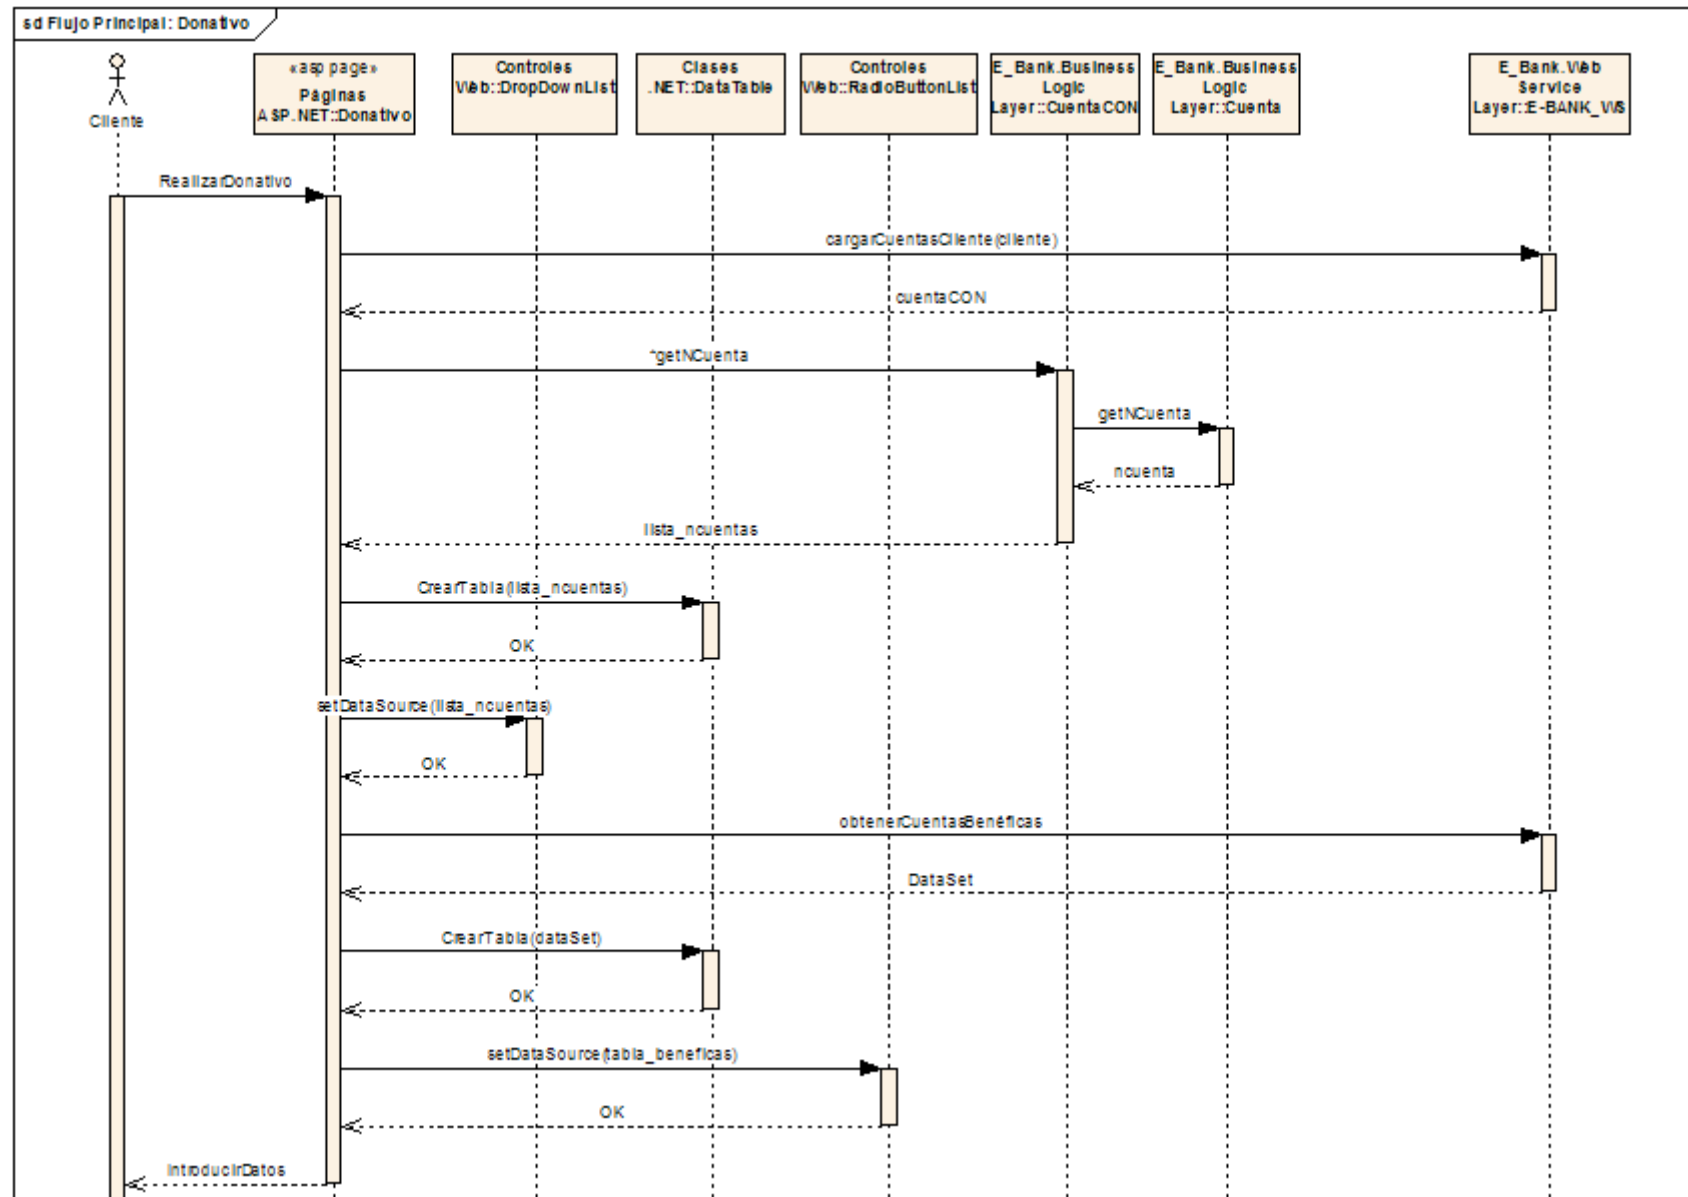 sd Flujo Principal: Donativo
Cliente
«asp page»
Páginas
ASP.NET::Donativo
Controles
Web::DropDownList
Clases
.NET::DataTable
Controles
Web::RadioButtonList
E_Bank.Business
Logic
Layer::CuentaCON
E_Bank.Business
Logic
Layer::Cuenta
E_Bank.Web
Service
Layer::E-BANK_WS
RealizarDonativo
cargarCuentasCliente(cliente)
cuentaCON
*getNCuenta
getNCuenta
ncuenta
lista_ncuentas
CrearTabla(lista_ncuentas)
OK
setDataSource(lista_ncuentas)
OK
obtenerCuentasBenéficas
DataSet
CrearTabla(dataSet)
OK
setDataSource(tabla_beneficas)
OK
IntroducirDatos